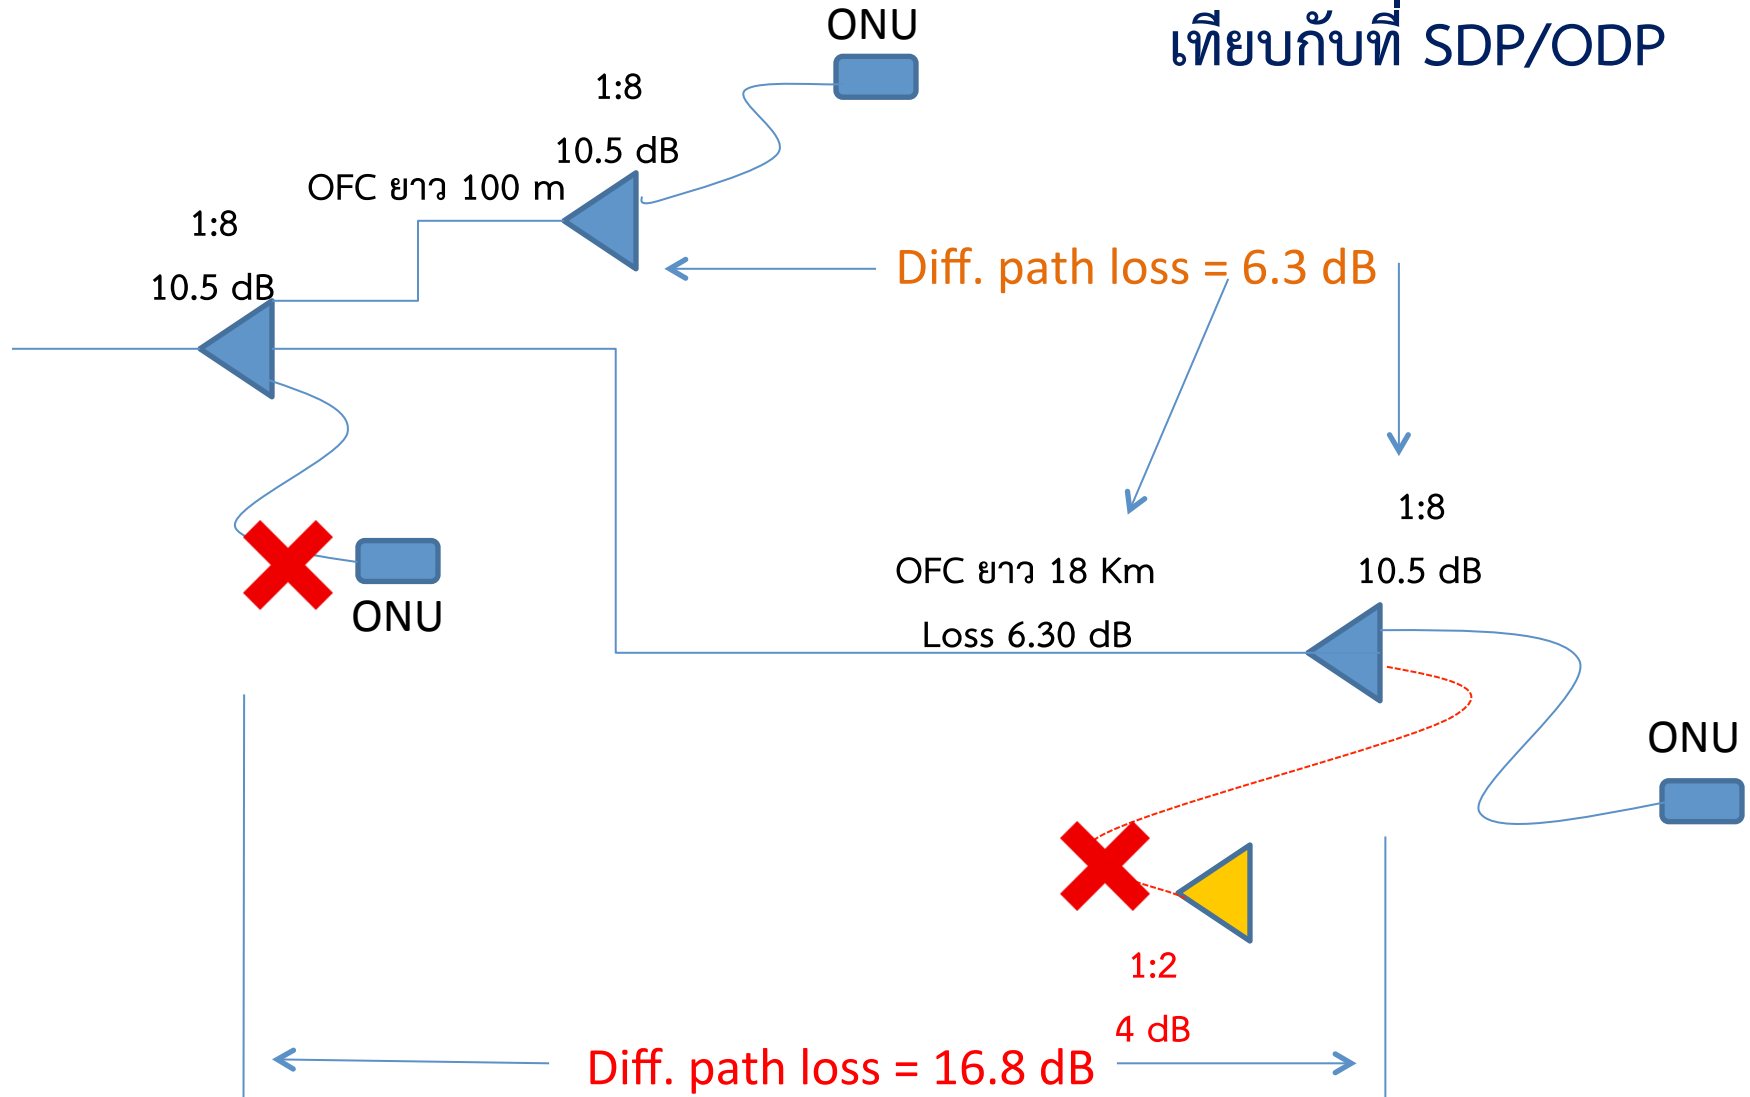 ONU
เทียบกับที่ SDP/ODP
1:8
10.5 dB
OFC ยาว 100 m
1:8
10.5 dB
Diff. path loss = 6.3 dB
1:8
10.5 dB
OFC ยาว 18 Km
Loss 6.30 dB
ONU
ONU
1:2
4 dB
Diff. path loss = 16.8 dB